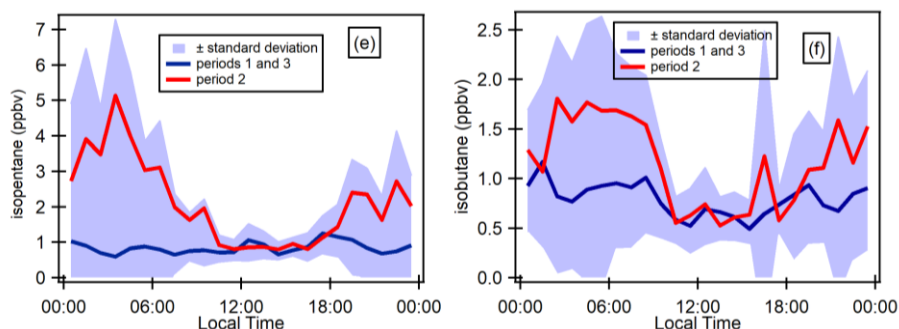 7
6
5
4
3
2
1
0
isopentane (ppbv)
± standard deviation
periods 1 and 3
period 2
(e)
00:00 06:00 12:00 18:00 00:00
Local Time
2.5
2.0
1.5
1.0
0.5
0.0
isobutane (ppbv)
± standard deviation
periods 1 and 3
period 2
(f)
00:00 06:00 12:00 18:00 00:00
Local Time